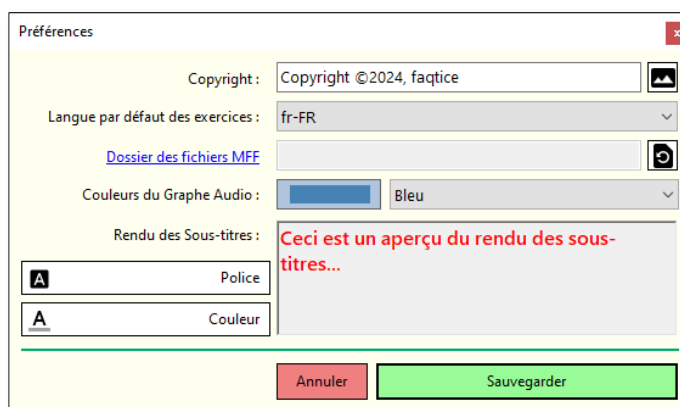 Préférences
Copyright :
Copyright ©2024, faqtice
Langue par défaut des exercices :
fr-FR
Dossier des fichiers MFF
Couleurs du Graphe Audio :
Bleu
Rendu des Sous-titres :
Ceci est un aperçu du rendu des sous-
titres...
A Police
A Couleur
Annuler
Sauvegarder